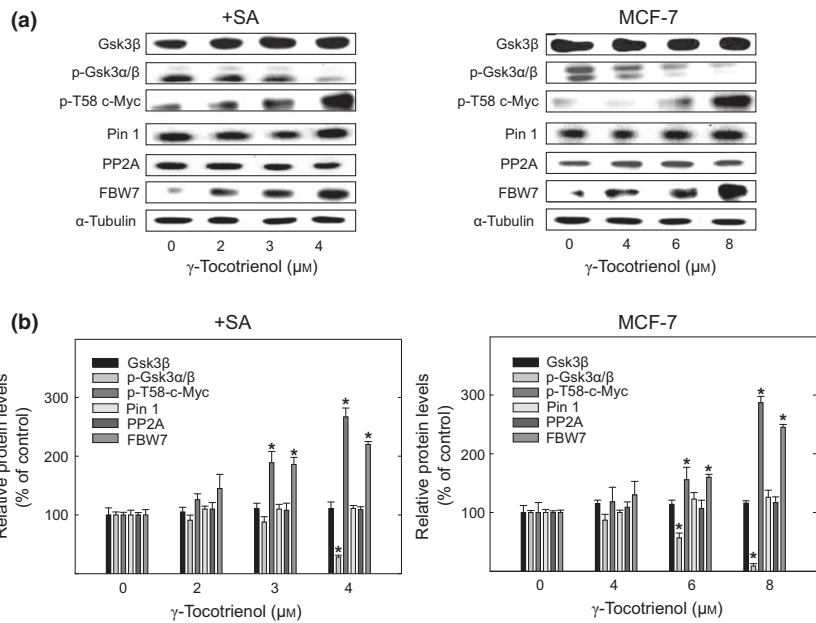 (a)
+SA
Gsk3β
p-Gsk3α/β
p-T58 c-Myc
Pin 1
PP2A
FBW7
α-Tubulin
0 2 3 4
γ-Tocotrienol (μM)
MCF-7
Gsk3β
p-Gsk3α/β
p-T58 c-Myc
Pin 1
PP2A
FBW7
α-Tubulin
0 4 6 8
γ-Tocotrienol (μM)
(b)
+SA
Relative protein levels
(% of control)
300
200
100
Gsk3β
p-Gsk3α/β
p-T58-c-Myc
Pin 1
PP2A
FBW7
* * * * *
0 2 3 4
γ-Tocotrienol (μM)
MCF-7
Relative protein levels
(% of control)
300
200
100
Gsk3β
p-Gsk3α/β
p-T58-c-Myc
Pin 1
PP2A
FBW7
* * * * * *
0 4 6 8
γ-Tocotrienol (μM)